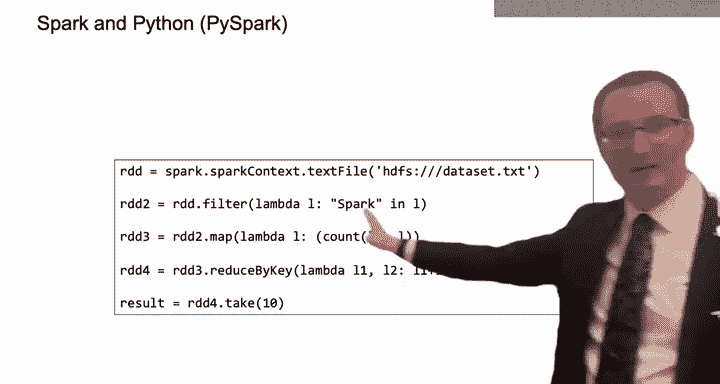 Spark and Python (PySpark)
rdd = spark.sparkContext.textFile('hdfs:///dataset.txt')
rdd2 = rdd.filter(lambda l: "Spark" in l)
rdd3 = rdd2.map(lambda l: (count( l))
rdd4 = rdd3.reduceByKey(lambda l1, l2:
result = rdd4.take(10)